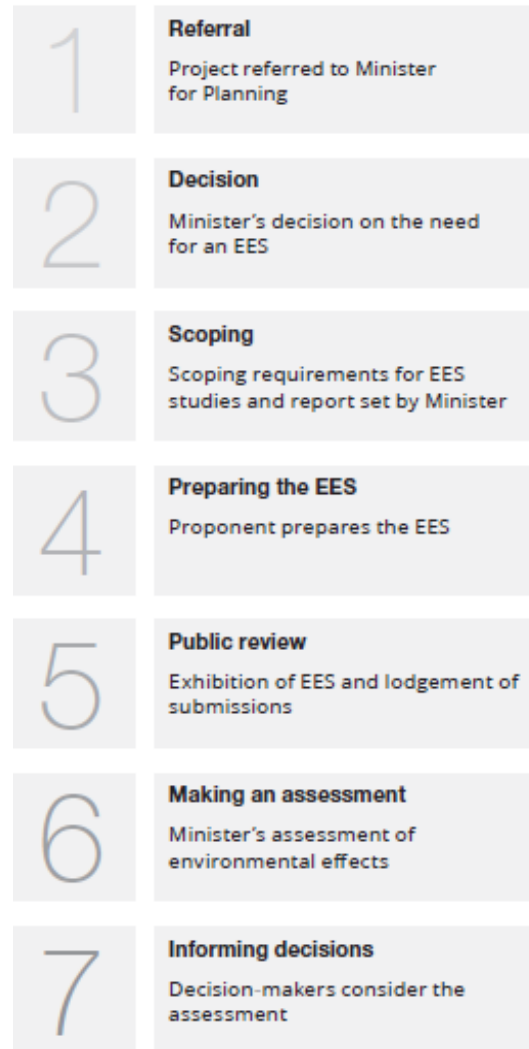 1
Referral
Project referred to Minister
for Planning
2
Decision
Minister's decision on the need
for an EES
3
Scoping
Scoping requirements for EES
studies and report set by Minister
4
Preparing the EES
Proponent prepares the EES
5
Public review
Exhibition of EES and lodgement of
submissions
6
Making an assessment
Minister's assessment of
environmental effects
7
Informing decisions
Decision-makers consider the
assessment